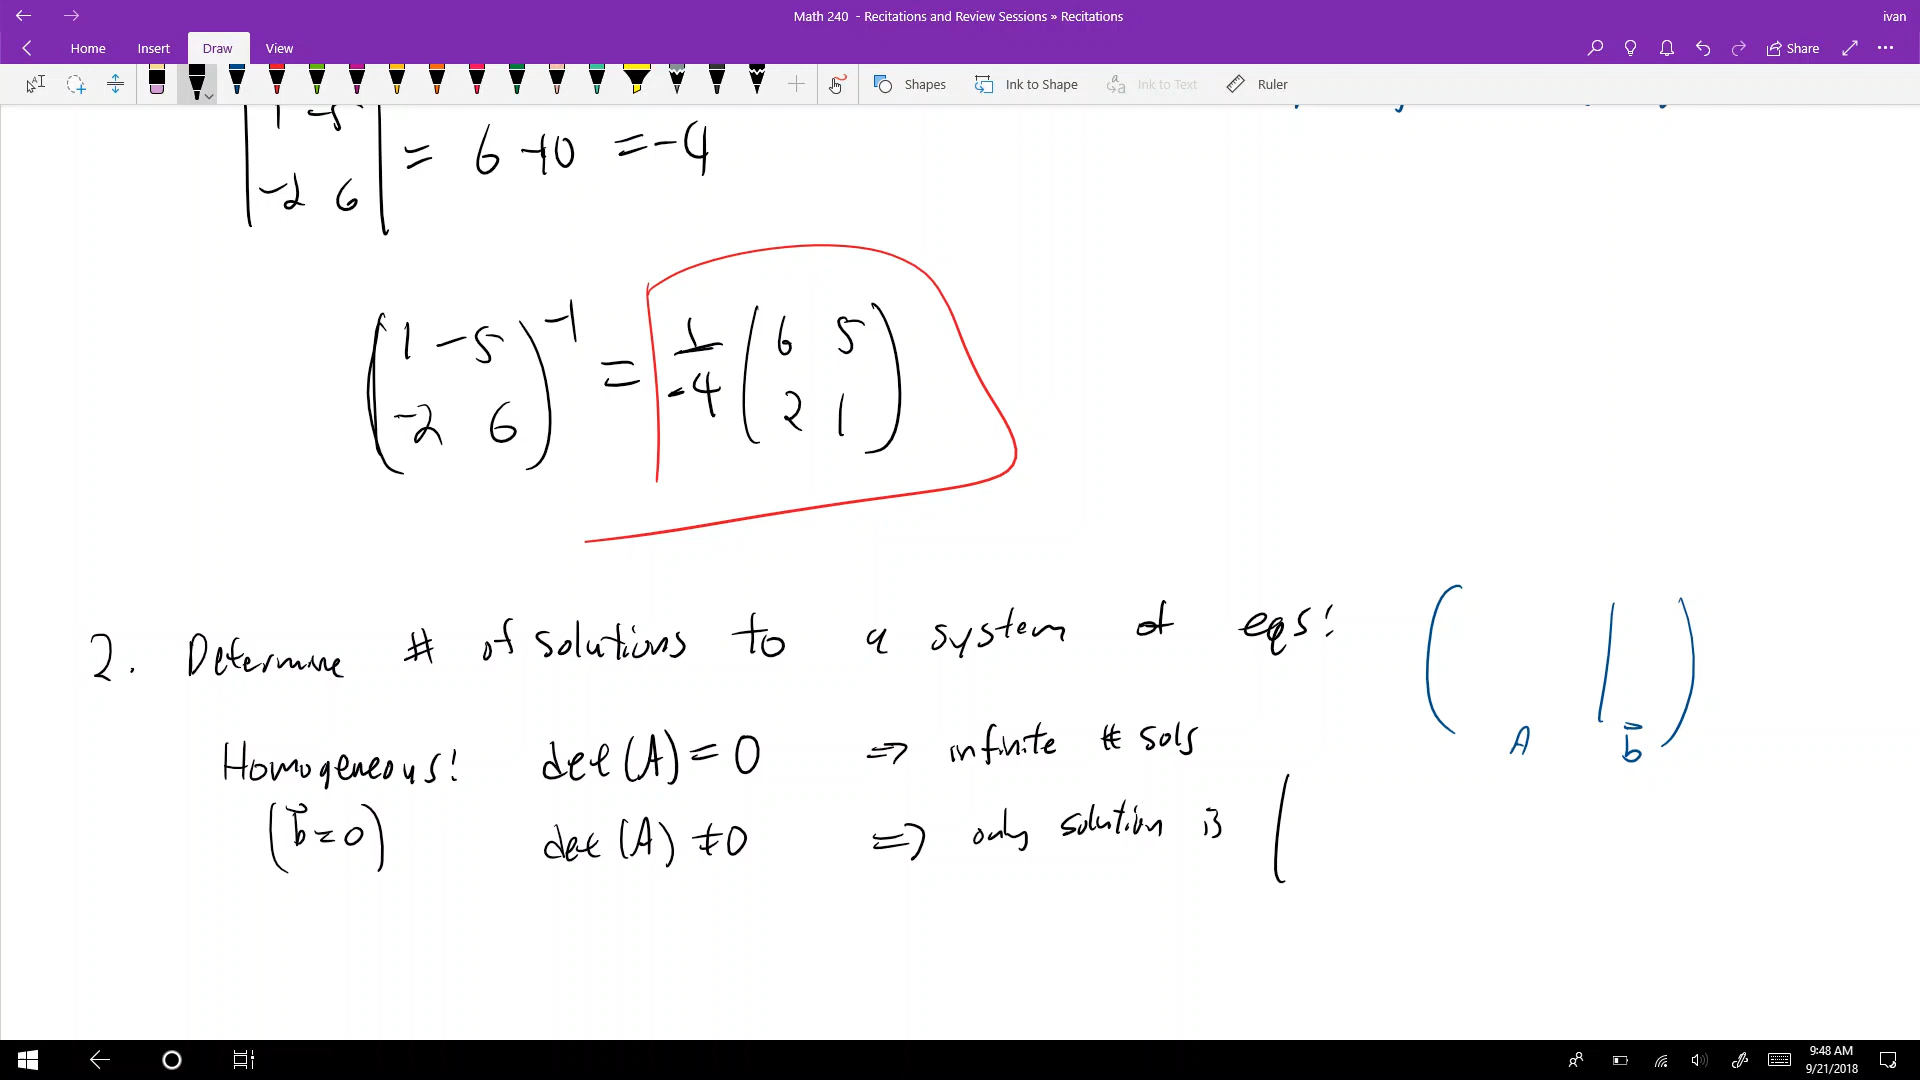 Math 240 - Recitations and Review Sessions » Recitations
ivan
Home Insert Draw View
Share
Shapes Ink to Shape Ink to Text Ruler
1 -5
-2 6
= 6 -10 = -4
(1 -5
-2 6)^-1 = 1/-4 (6 5
2 1)
2. Determine # of solutions to a system of eqs:
A | b
Homogeneous: det(A) = 0 => infinite # sols
(b = 0) det(A) ≠ 0 => only solution is (
9:48 AM
9/21/2018